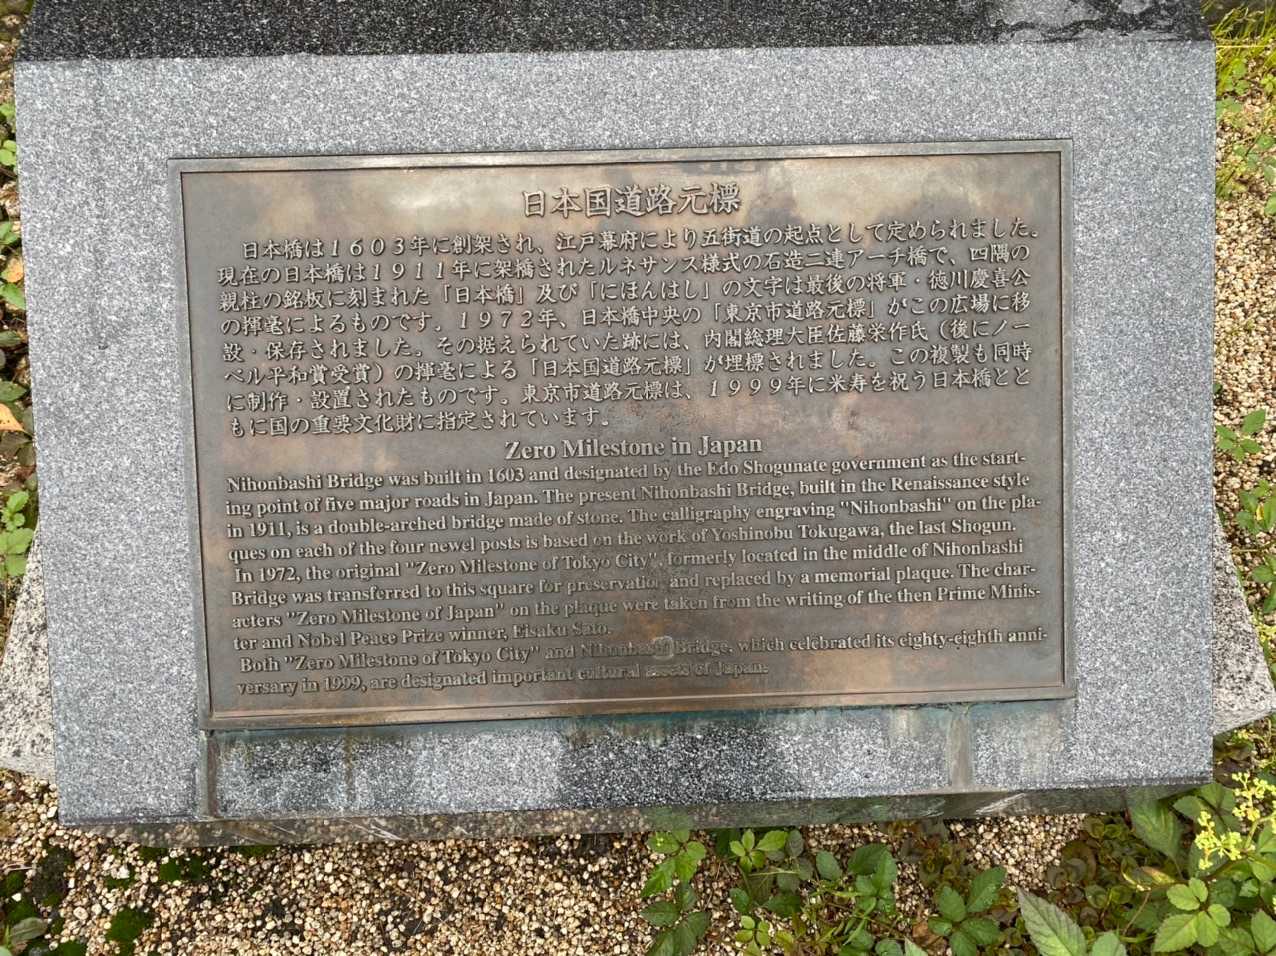 日本国道路元標
日本橋は1603年に創架され、江戸幕府により五街道の起点として定められました。
現在の日本橋は1911年に架橋されたルネサンス様式の石造二連アーチ橋で、四隅の
親柱の銘板に刻まれた「日本橋」及び「にほんはし」の文字は最後の将軍・徳川慶喜公
の揮毫によるものです。1972年、日本橋中央の「東京市道路元標」がこの広場に移
設・保存されました。その据えられていた跡には、内閣総理大臣佐藤栄作氏（後にノー
ベル平和賞受賞）の揮毫による「日本国道路元標」が埋標されました。この複製も同時
に制作・設置されたものです。東京市道路元標は、1999年に米寿を祝う日本橋とと
もに国の重要文化財に指定されています。
Zero Milestone in Japan
Nihonbashi Bridge was built in 1603 and designated by the Edo Shogunate government as the start-
ing point of five major roads in Japan. The present Nihonbashi Bridge, built in the Renaissance style
in 1911, is a double-arched bridge made of stone. The calligraphy engraving "Nihonbashi" on the pla-
ques on each of the four newel posts is based on the work of Yoshinobu Tokugawa, the last Shogun.
In 1972, the original "Zero Milestone of Tokyo City", formerly located in the middle of Nihonbashi
Bridge, was transferred to this square for preservation and replaced by a memorial plaque. The char-
acters "Zero Milestone of Japan" on the plaque were taken from the writing of the then Prime Minis-
ter and Nobel Peace Prize winner, Eisaku Sato.
Both "Zero Milestone of Tokyo City" and Nihonbashi Bridge, which celebrated its eighty-eighth anni-
versary in 1999, are designated important cultural assets of Japan.